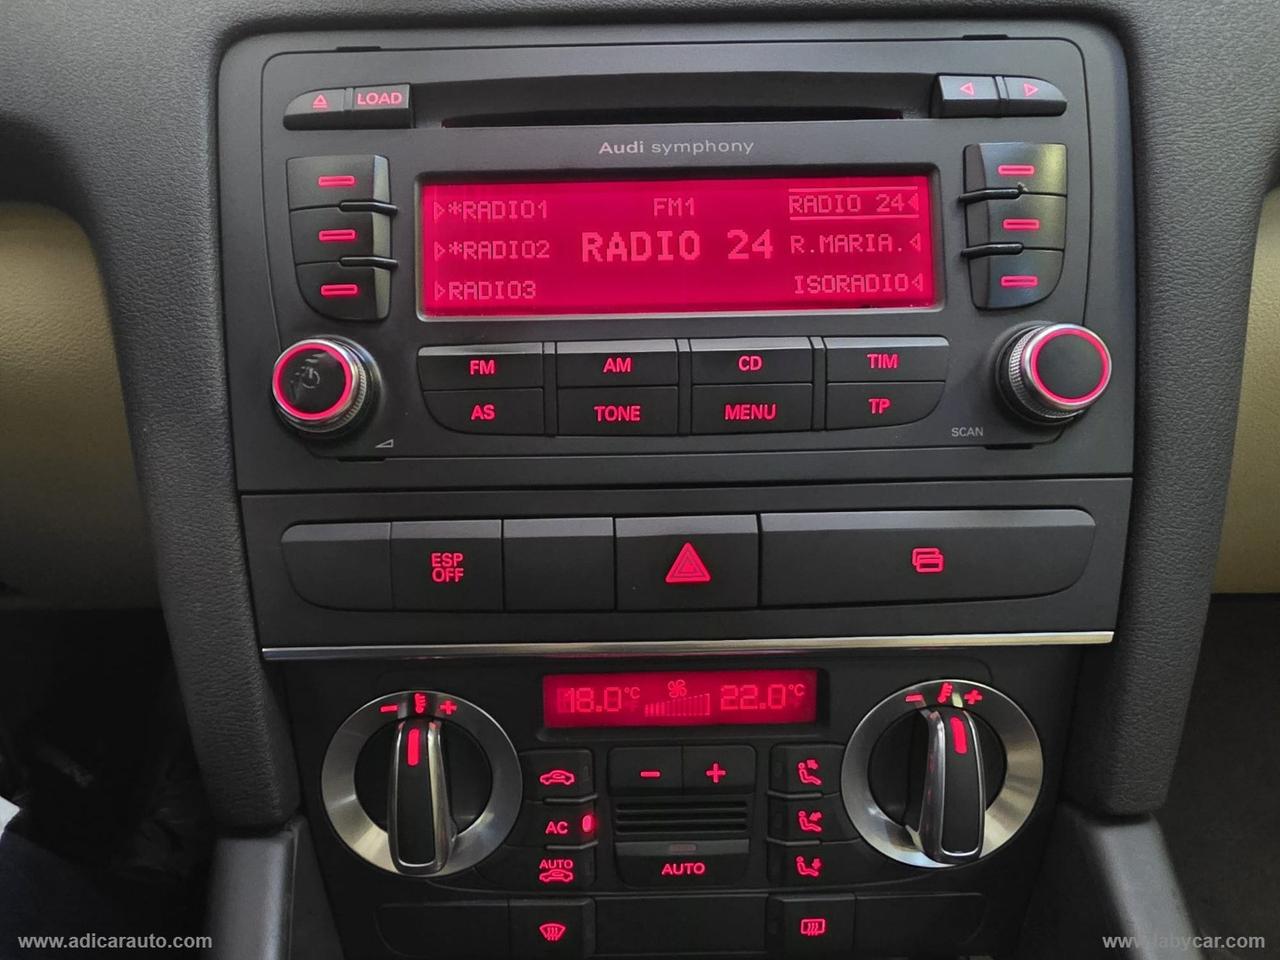 LOAD
Audi symphony
*RADIO1 FM1 RADIO 24
*RADIO2 RADIO 24 R.MARIA.
RADIO3 ISORADIO
FM AM CD TIM
AS TONE MENU TP
SCAN
ESP
OFF
18.0°C 22.0°C
- +
- +
- +
AC
AUTO
AUTO
www.adicarauto.com
www.labycar.com